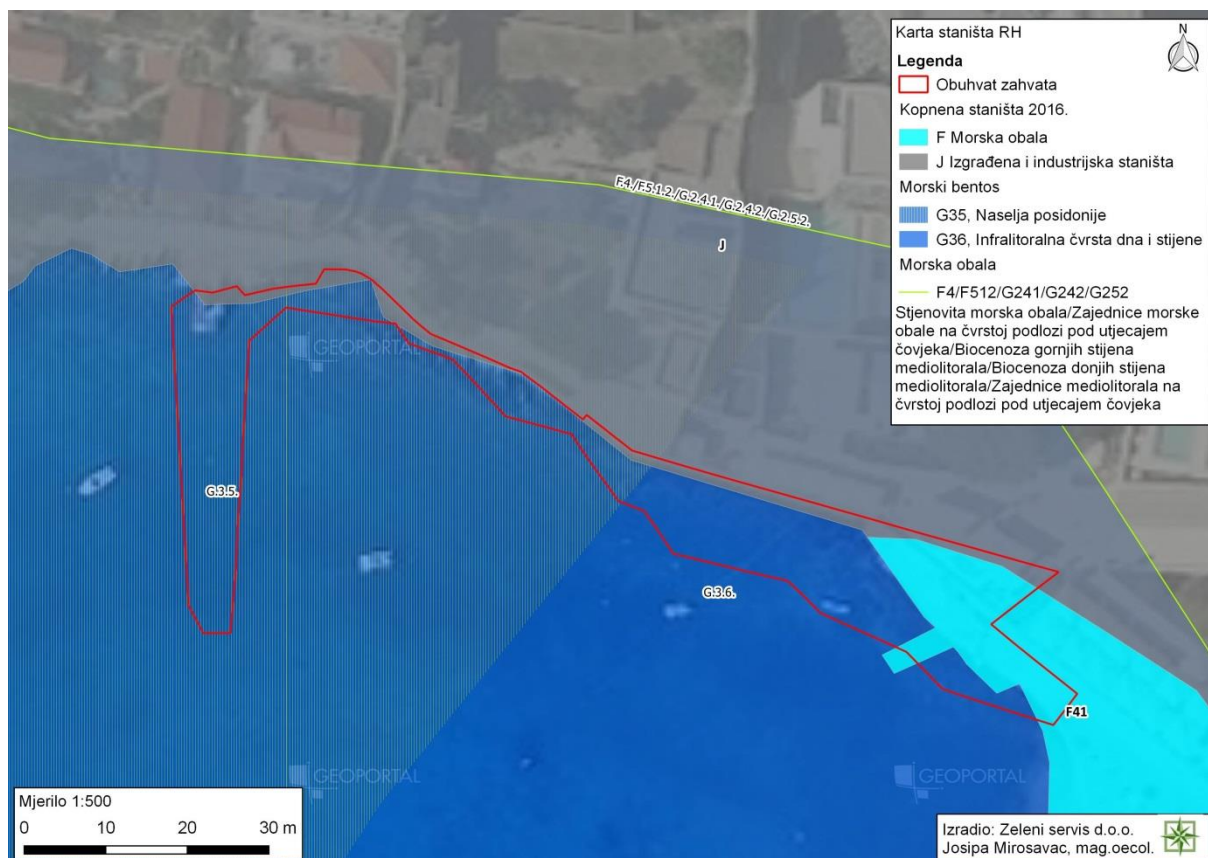 Karta staništa RH
N
Legenda
Obuhvat zahvata
Kopnena staništa 2016.
F Morska obala
J Izgrađena i industrijska staništa
Morski bentos
G35, Naselja posidonije
G36, Infralitoralna čvrsta dna i stijene
Morska obala
F4/F512/G241/G242/G252
Stjenovita morska obala/Zajednice morske
obale na čvrstoj podlozi pod utjecajem
čovjeka/Biocenoza gornjih stijena
mediolitorala/Biocenoza donjih stijena
mediolitorala/Zajednice mediolitorala na
čvrstoj podlozi pod utjecajem čovjeka
F.4./F.5.1.2./G.2.4.1./G.2.4.2./G.2.5.2.
J
GEOPORTAL
GEOPORTAL
G.3.5.
G.3.6.
F41
GEOPORTAL
GEOPORTAL
Mjerilo 1:500
0 10 20 30 m
Izradio: Zeleni servis d.o.o.
Josipa Mirosavac, mag.oecol.